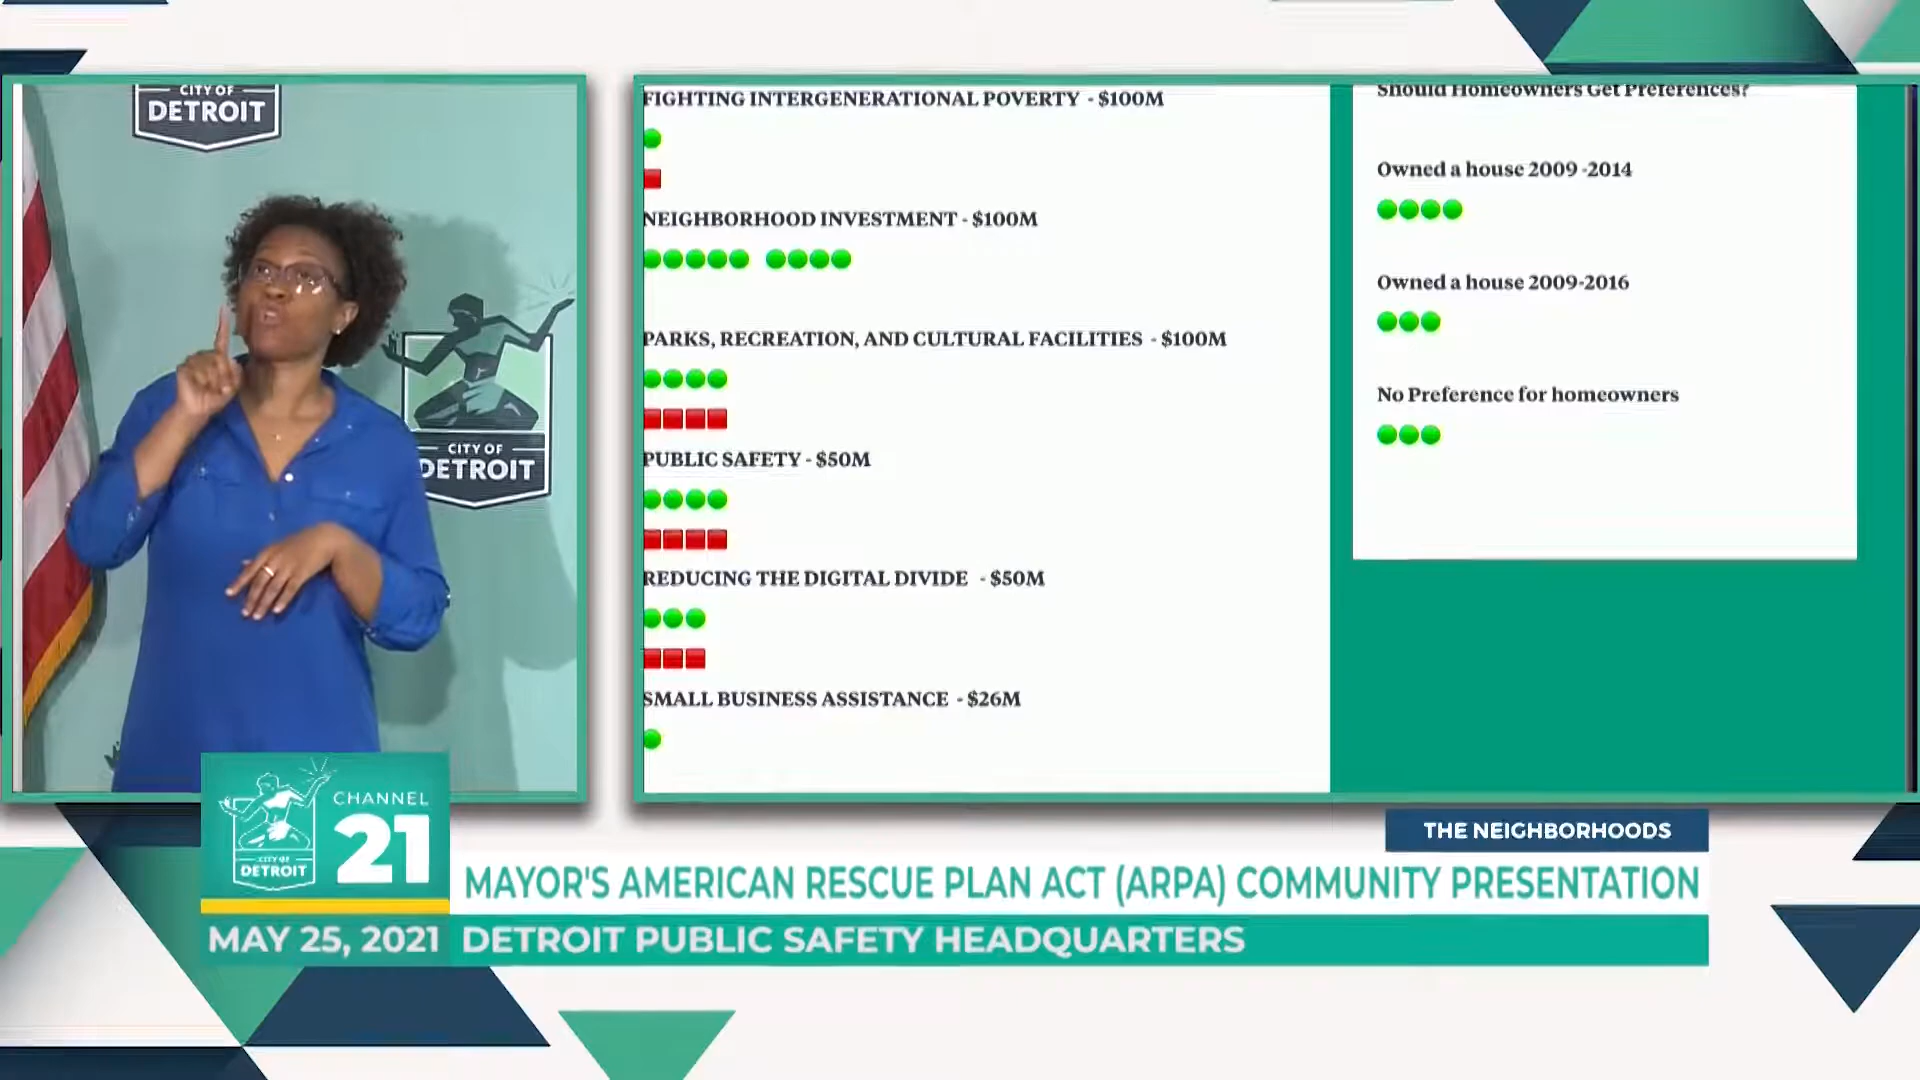 CITY OF
DETROIT
CITY OF
DETROIT
FIGHTING INTERGENERATIONAL POVERTY - $100M
NEIGHBORHOOD INVESTMENT - $100M
PARKS, RECREATION, AND CULTURAL FACILITIES - $100M
PUBLIC SAFETY - $50M
REDUCING THE DIGITAL DIVIDE - $50M
SMALL BUSINESS ASSISTANCE - $26M
Should Homeowners Get Preferences?
Owned a house 2009 -2014
Owned a house 2009-2016
No Preference for homeowners
THE NEIGHBORHOODS
CITY OF
DETROIT
CHANNEL
21
MAYOR'S AMERICAN RESCUE PLAN ACT (ARPA) COMMUNITY PRESENTATION
MAY 25, 2021
DETROIT PUBLIC SAFETY HEADQUARTERS